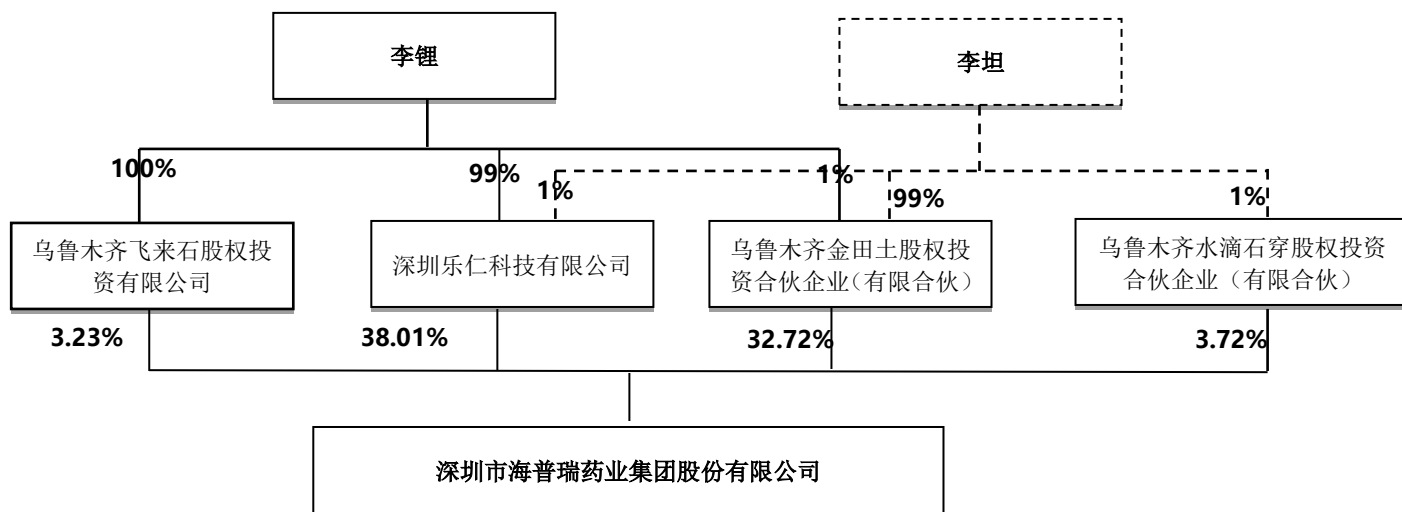 李锂
李坦
100%
99%
1%
1%
99%
1%
乌鲁木齐飞来石股权投
资有限公司
深圳乐仁科技有限公司
乌鲁木齐金田土股权投
资合伙企业(有限合伙)
乌鲁木齐水滴石穿股权投资
合伙企业（有限合伙）
3.23%
38.01%
32.72%
3.72%
深圳市海普瑞药业集团股份有限公司